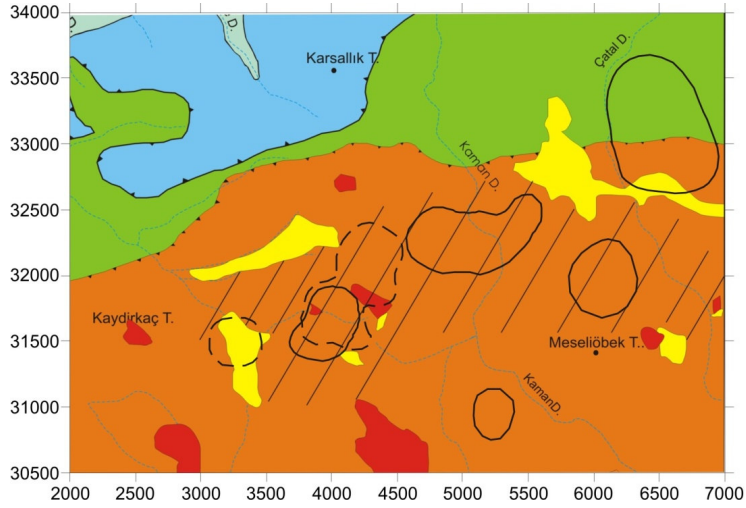 34000
33500
33000
32500
32000
31500
31000
30500
2000 2500 3000 3500 4000 4500 5000 5500 6000 6500 7000
D.
D.
Karsallık T.
Çatal D.
Kaman D.
Kaydirkaç T.
Meseliöbek T..
KamanD.